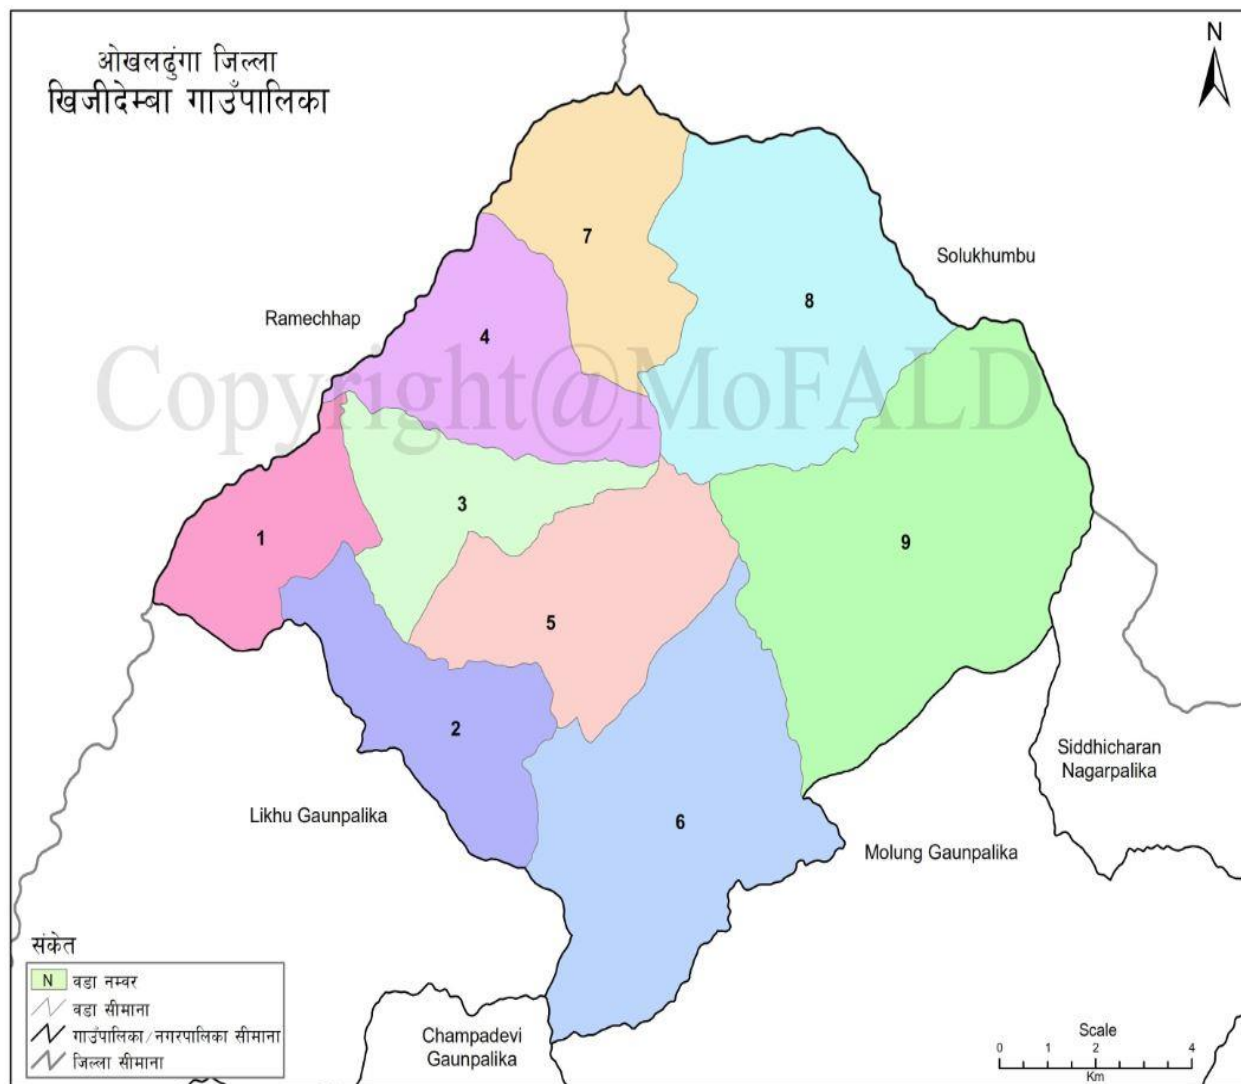 ओखलढुंगा जिल्ला
खिजीदेम्बा गाउँपालिका
N
7
Solukhumbu
8
Ramechhap
4
Copyright@MoFALD
3
1
9
5
2
Siddhicharan
Nagarpalika
Likhu Gaunpalika
6
Molung Gaunpalika
संकेत
N वडा नम्बर
वडा सीमाना
गाउँपालिका/नगरपालिका सीमाना
जिल्ला सीमाना
Champadevi
Gaunpalika
Scale
0 1 2 4
Km